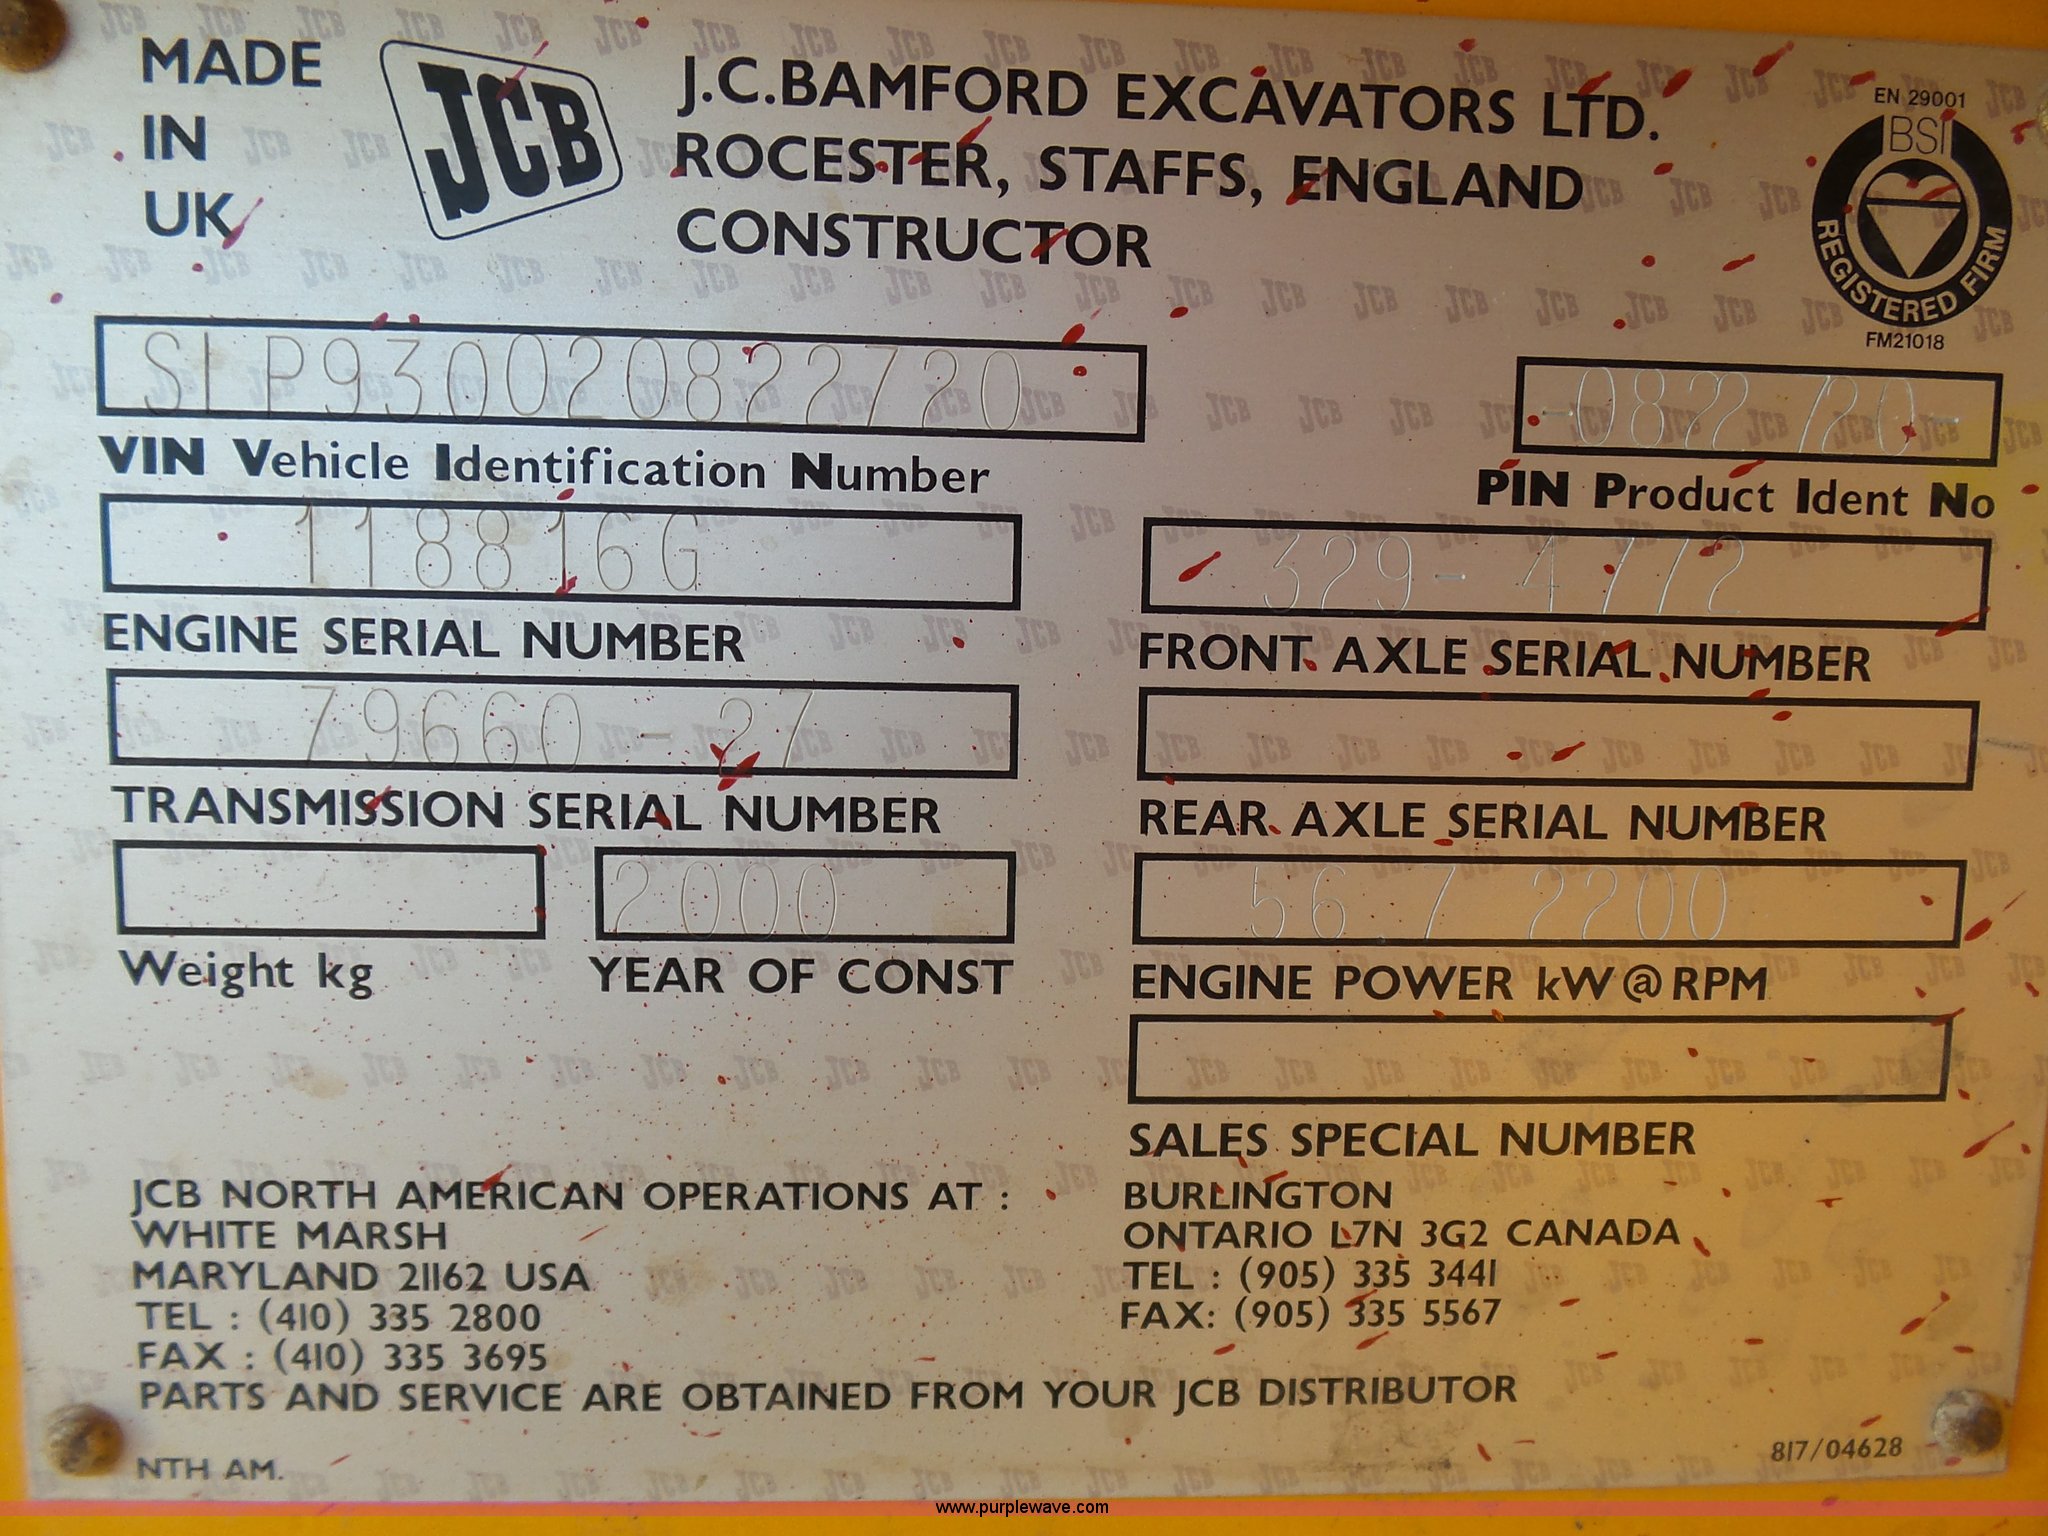 MADE
IN
UK
JCB
J.C.BAMFORD EXCAVATORS LTD.
ROCESTER, STAFFS, ENGLAND
CONSTRUCTOR
EN 29001
BSI
REGISTERED FIRM
FM21018
SLP930020822720
VIN Vehicle Identification Number
-0822720-
PIN Product Ident No
118816G
ENGINE SERIAL NUMBER
329-4772
FRONT AXLE SERIAL NUMBER
79660-27
TRANSMISSION SERIAL NUMBER
REAR AXLE SERIAL NUMBER
Weight kg
2000
YEAR OF CONST
56.7 2200
ENGINE POWER kW@RPM
SALES SPECIAL NUMBER
JCB NORTH AMERICAN OPERATIONS AT :
WHITE MARSH
MARYLAND 21162 USA
TEL : (410) 335 2800
FAX : (410) 335 3695
BURLINGTON
ONTARIO L7N 3G2 CANADA
TEL : (905) 335 3441
FAX: (905) 335 5567
PARTS AND SERVICE ARE OBTAINED FROM YOUR JCB DISTRIBUTOR
NTH AM.
817/04628
www.purplewave.com